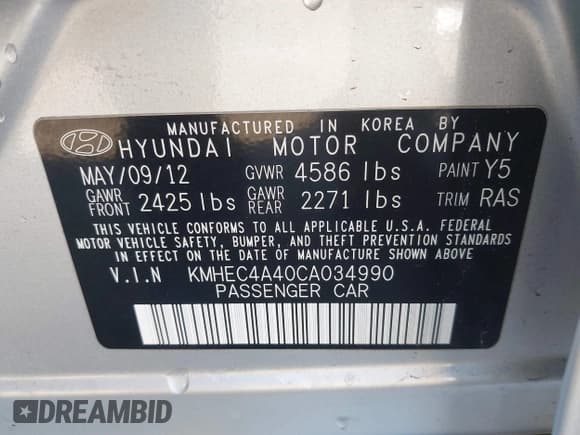 MANUFACTURED IN KOREA BY
HYUNDAI MOTOR COMPANY
MAY/09/12 GVWR 4586 lbs PAINT Y5
GAWR FRONT 2425 lbs GAWR REAR 2271 lbs TRIM RAS
THIS VEHICLE CONFORMS TO ALL APPLICABLE U.S.A. FEDERAL
MOTOR VEHICLE SAFETY, BUMPER, AND THEFT PREVENTION STANDARDS
IN EFFECT ON THE DATE OF MANUFACTURE SHOWN ABOVE.
V.I.N KMHEC4A40CA034990
PASSENGER CAR
DREAMBID